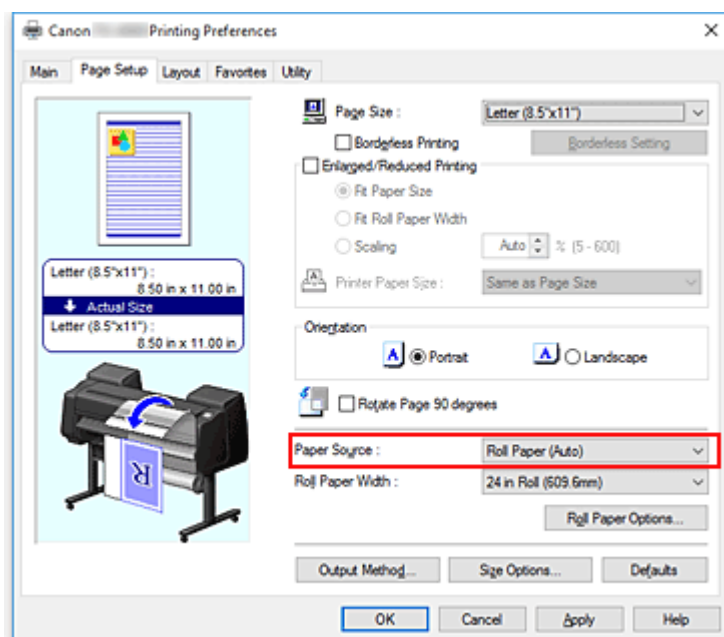 Canon Printing Preferences
Main Page Setup Layout Favorites Utility
Page Size : Letter (8.5"x11")
Borderless Printing Borderless Setting
Enlarged/Reduced Printing
Fit Paper Size
Fit Roll Paper Width
Scaling Auto % (5 - 600)
Printer Paper Size : Same as Page Size
Letter (8.5"x11") :
8.50 in x 11.00 in
Actual Size
Letter (8.5"x11") :
8.50 in x 11.00 in
Orientation
A Portrait A Landscape
Rotate Page 90 degrees
R
Paper Source : Roll Paper (Auto)
Roll Paper Width : 24 in Roll (609.6mm)
Roll Paper Options...
Output Method... Size Options... Defaults
OK Cancel Apply Help